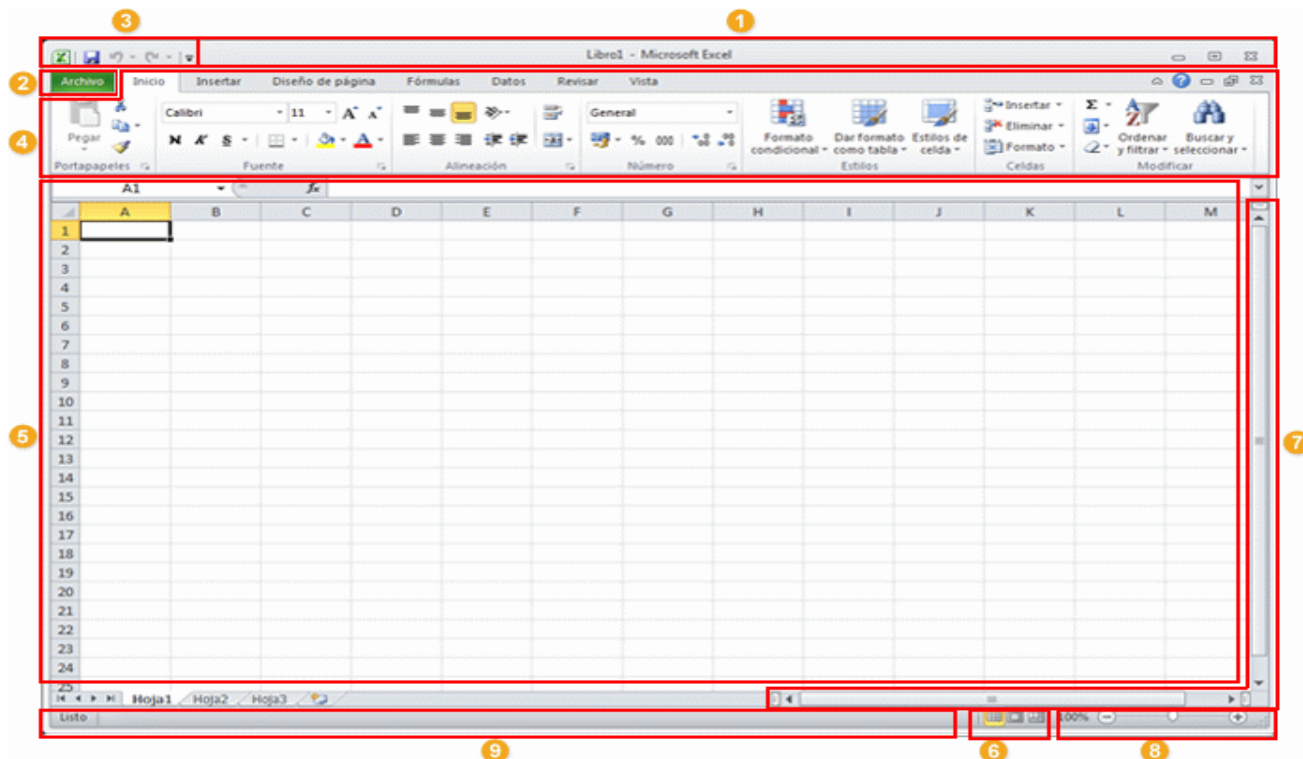 3 1
Libro1 - Microsoft Excel
2 Archivo Inicio Insertar Diseño de página Fórmulas Datos Revisar Vista
Calibri 11 A A General Σ Insertar
Pegar N K S A % 000 Eliminar
4 Formato condicional Dar formato como tabla Estilos de celda Formato Ordenar y filtrar Buscar y seleccionar
Portapapeles Fuente Alineación Número Estilos Celdas Modificar
A1 fx
A B C D E F G H I J K L M
1
2
3
4
5
6
7
8
9
10
11
5 12 7
13
14
15
16
17
18
19
20
21
22
23
24
25
Hoja1 Hoja2 Hoja3
Listo 100%
9 6 8